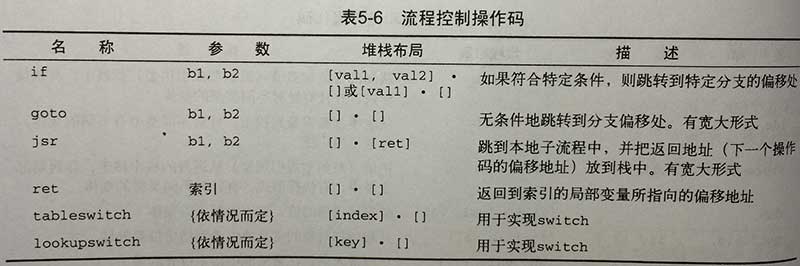 表5-6 流程控制操作码
名 称 参 数 堆栈布局 描 述
if b1, b2 [val1, val2] • 如果符合特定条件，则跳转到特定分支的偏移处
[]或[val1] • []
goto b1, b2 [] • [] 无条件地跳转到分支偏移处。有宽大形式
jsr b1, b2 [] • [ret] 跳到本地子流程中，并把返回地址（下一个操作
码的偏移地址）放到栈中。有宽大形式
ret 索引 [] • [] 返回到索引的局部变量所指向的偏移地址
tableswitch {依情况而定} [index] • [] 用于实现switch
lookupswitch {依情况而定} [key] • [] 用于实现switch